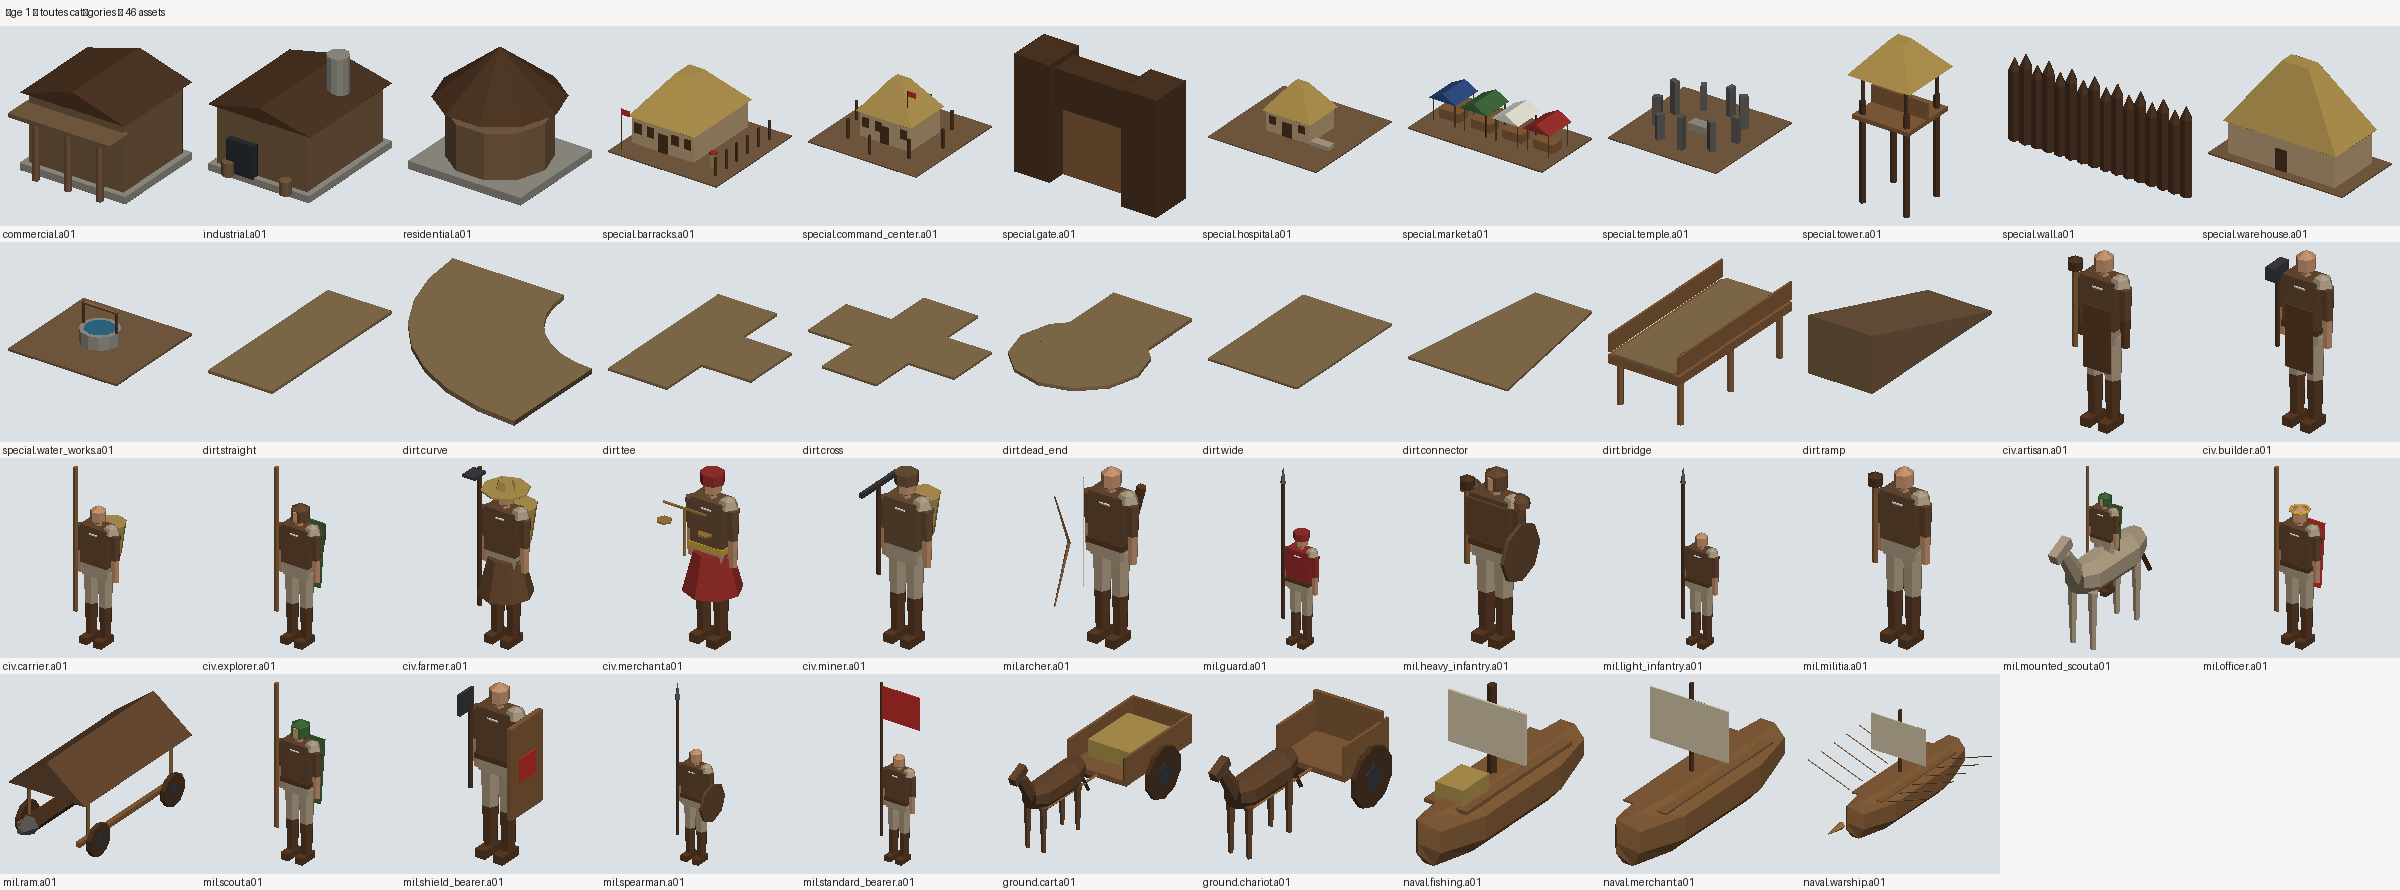 □ge 1 □ toutes cat□gories □ 46 assets
commercial.a01
industrial.a01
residential.a01
special.barracks.a01
special.command_center.a01
special.gate.a01
special.hospital.a01
special.market.a01
special.temple.a01
special.tower.a01
special.wall.a01
special.warehouse.a01
special.water_works.a01
dirt.straight
dirt.curve
dirt.tee
dirt.cross
dirt.dead_end
dirt.wide
dirt.connector
dirt.bridge
dirt.ramp
civ.artisan.a01
civ.builder.a01
civ.carrier.a01
civ.explorer.a01
civ.farmer.a01
civ.merchant.a01
civ.miner.a01
mil.archer.a01
mil.guard.a01
mil.heavy_infantry.a01
mil.light_infantry.a01
mil.militia.a01
mil.mounted_scout.a01
mil.officer.a01
mil.ram.a01
mil.scout.a01
mil.shield_bearer.a01
mil.spearman.a01
mil.standard_bearer.a01
ground.cart.a01
ground.chariot.a01
naval.fishing.a01
naval.merchant.a01
naval.warship.a01